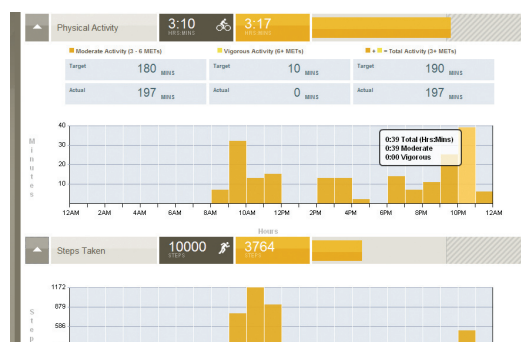 Physical Activity 3:10 HRS:MINS 3:17 HRS:MINS
Moderate Activity (3 - 6 METs) Vigorous Activity (6+ METs) + = Total Activity (3+ METs)
Target 180 MINS Target 10 MINS Target 190 MINS
Actual 197 MINS Actual 0 MINS Actual 197 MINS
Minutes
40
30
20
10
0:39 Total (Hrs:Mins)
0:39 Moderate
0:00 Vigorous
12AM 2AM 4AM 6AM 8AM 10AM 12PM 2PM 4PM 6PM 8PM 10PM 12AM
Hours
Steps Taken 10000 STEPS 3764 STEPS
1172
879
586
Step